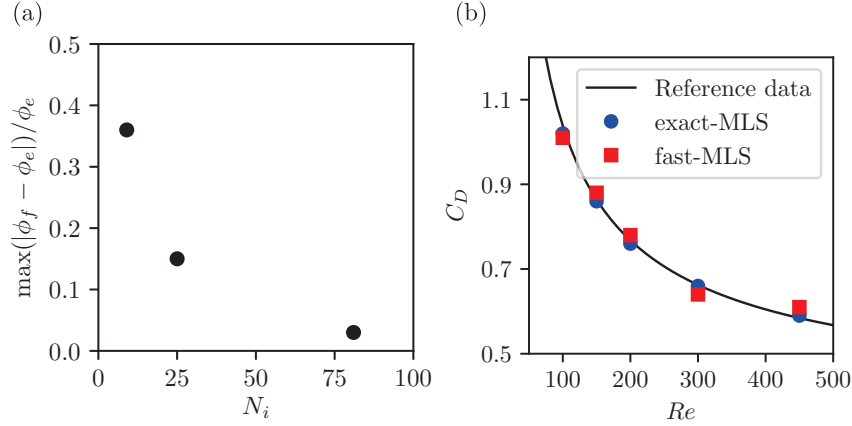 (a)
0.5
0.4
0.3
0.2
0.1
0.0
max(|ϕ_f − ϕ_e|)/ϕ_e
0 25 50 75 100
N_i
(b)
1.1
0.9
0.7
0.5
C_D
Reference data
exact-MLS
fast-MLS
100 200 300 400 500
Re